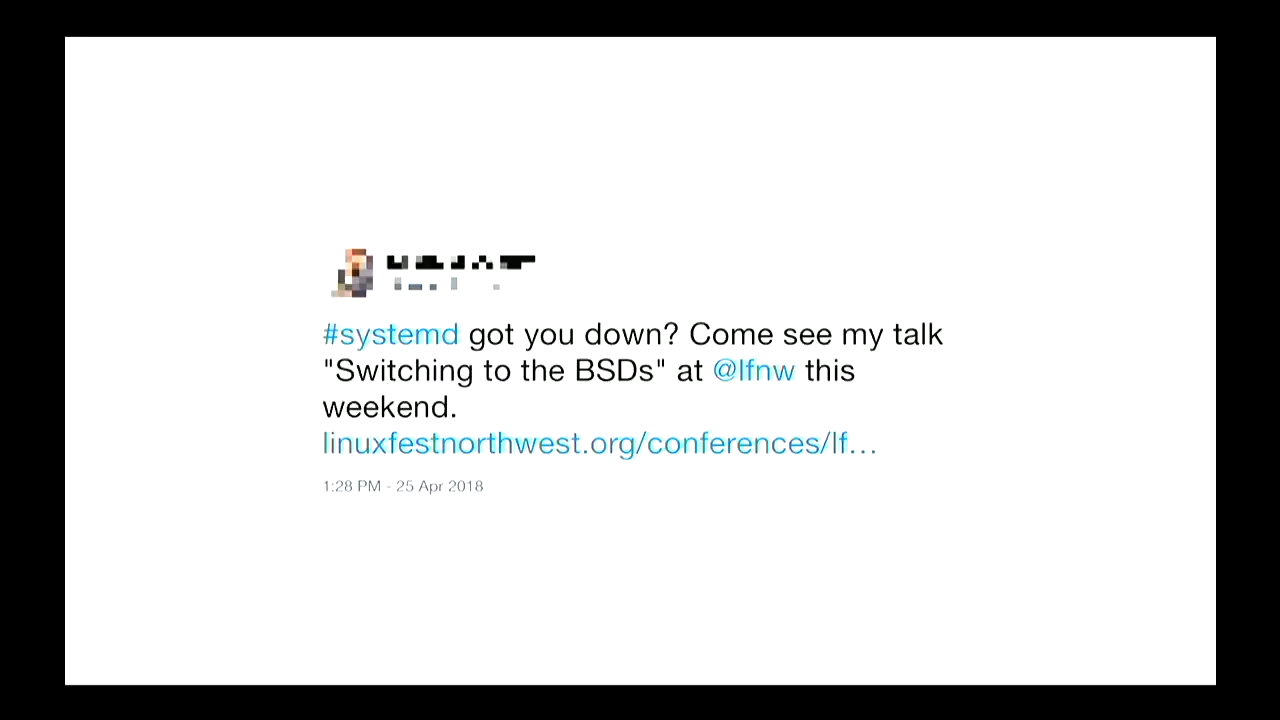 #systemd got you down? Come see my talk
"Switching to the BSDs" at @lfnw this
weekend.
linuxfestnorthwest.org/conferences/lf…
1:28 PM - 25 Apr 2018